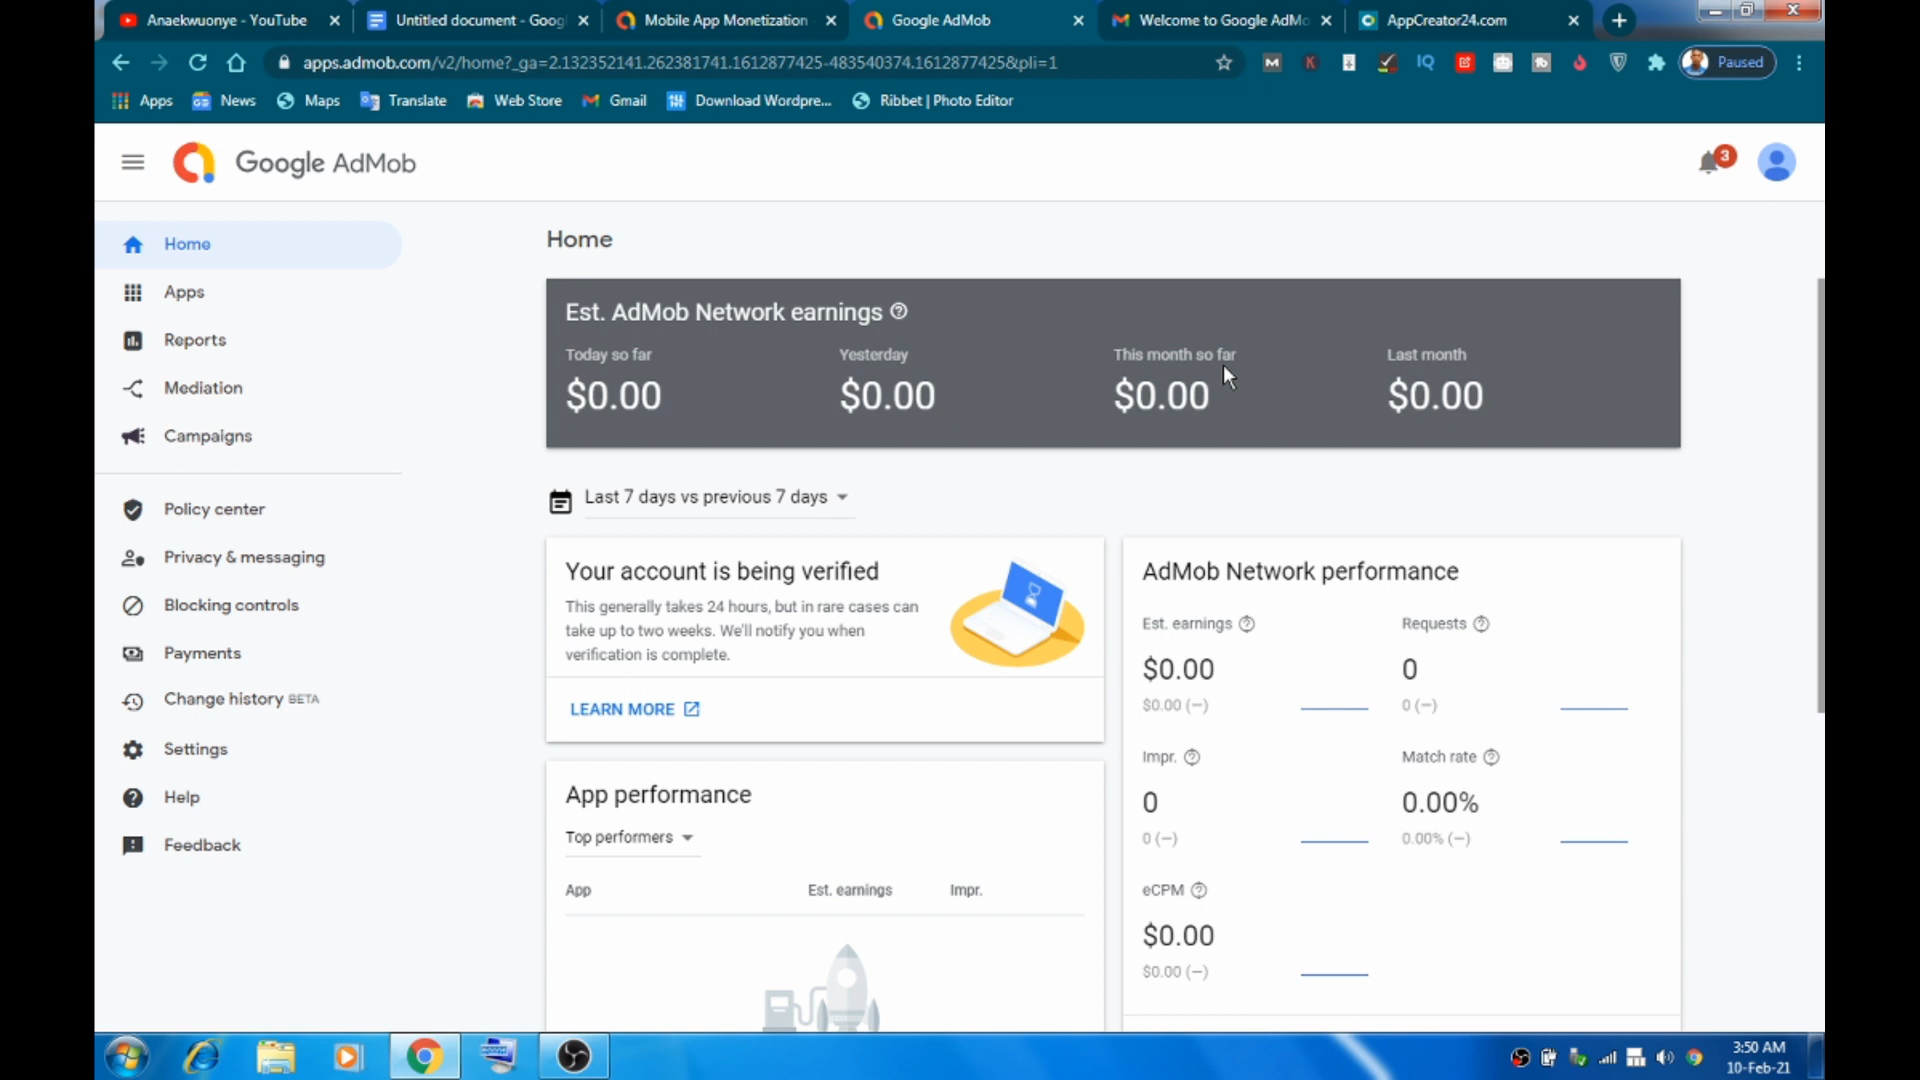 Anaekwuonye - YouTube
Untitled document - Goog
Mobile App Monetization
Google AdMob
Welcome to Google AdMo
AppCreator24.com
apps.admob.com/v2/home?_ga=2.132352141.262381741.1612877425-483540374.1612877425&pli=1
IQ
Paused
Apps
News
Maps
Translate
Web Store
Gmail
Download Wordpre...
Ribbet | Photo Editor
Google AdMob
3
Home
Apps
Reports
Mediation
Campaigns
Policy center
Privacy & messaging
Blocking controls
Payments
Change history BETA
Settings
Help
Feedback
Home
Est. AdMob Network earnings
Today so far
$0.00
Yesterday
$0.00
This month so far
$0.00
Last month
$0.00
Last 7 days vs previous 7 days
Your account is being verified
This generally takes 24 hours, but in rare cases can
take up to two weeks. We'll notify you when
verification is complete.
LEARN MORE
App performance
Top performers
App Est. earnings Impr.
AdMob Network performance
Est. earnings
$0.00
$0.00 (–)
Requests
0
0 (–)
Impr.
0
0 (–)
Match rate
0.00%
0.00% (–)
eCPM
$0.00
$0.00 (–)
3:50 AM
10-Feb-21